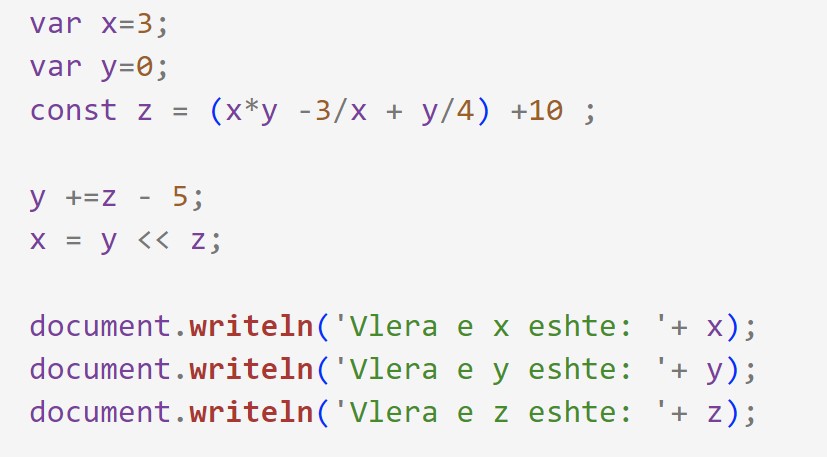 var x=3;
var y=0;
const z = (x*y -3/x + y/4) +10 ;
y +=z - 5;
x = y << z;
document.writeln('Vlera e x eshte: '+ x);
document.writeln('Vlera e y eshte: '+ y);
document.writeln('Vlera e z eshte: '+ z);